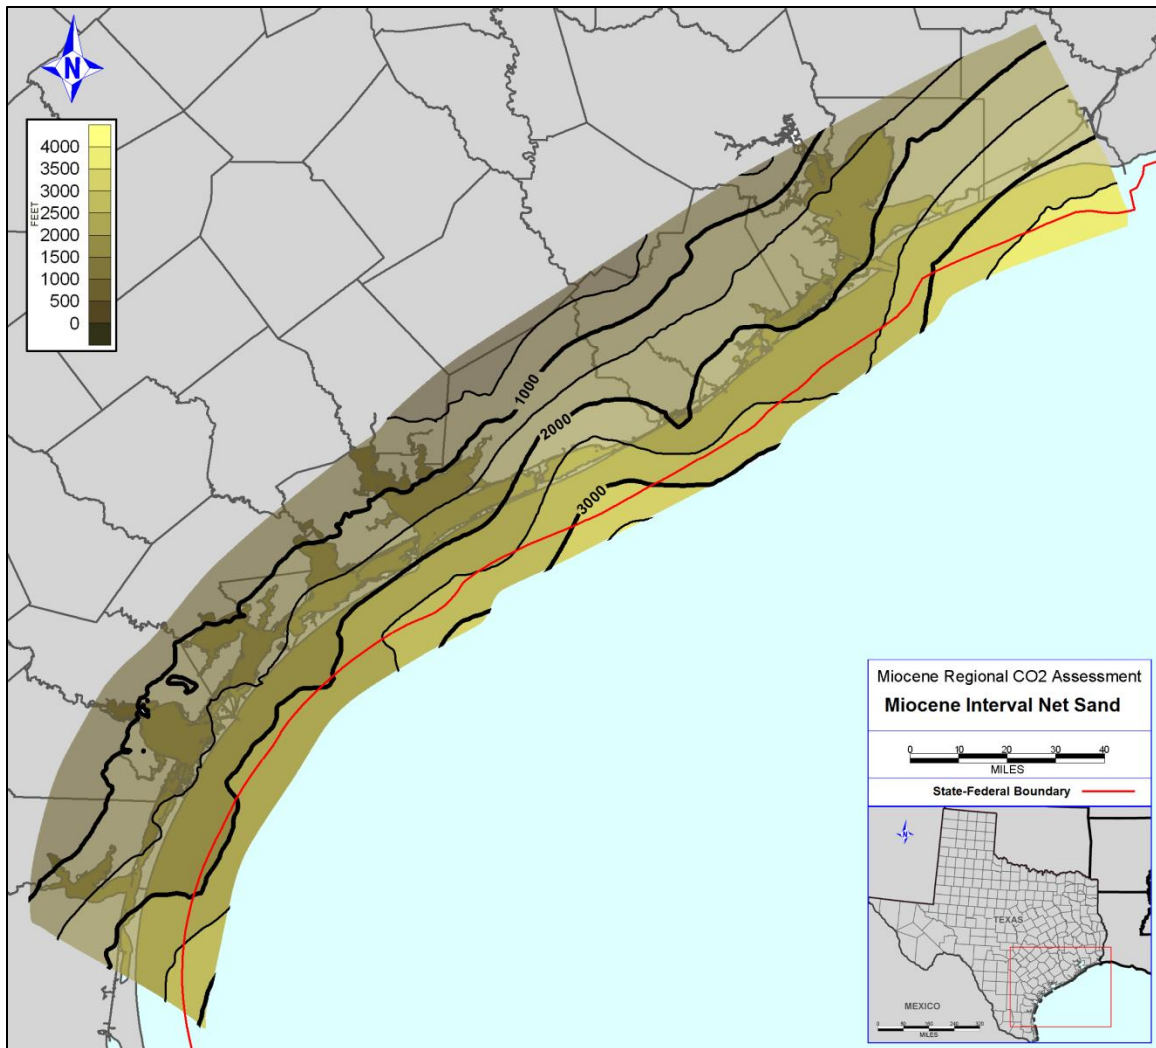 N
4000
3500
3000
2500
2000
1500
1000
500
0
FEET
1000
2000
3000
Miocene Regional CO2 Assessment
Miocene Interval Net Sand
0 10 20 30 40
MILES
State-Federal Boundary
N
TEXAS
MEXICO
MILES